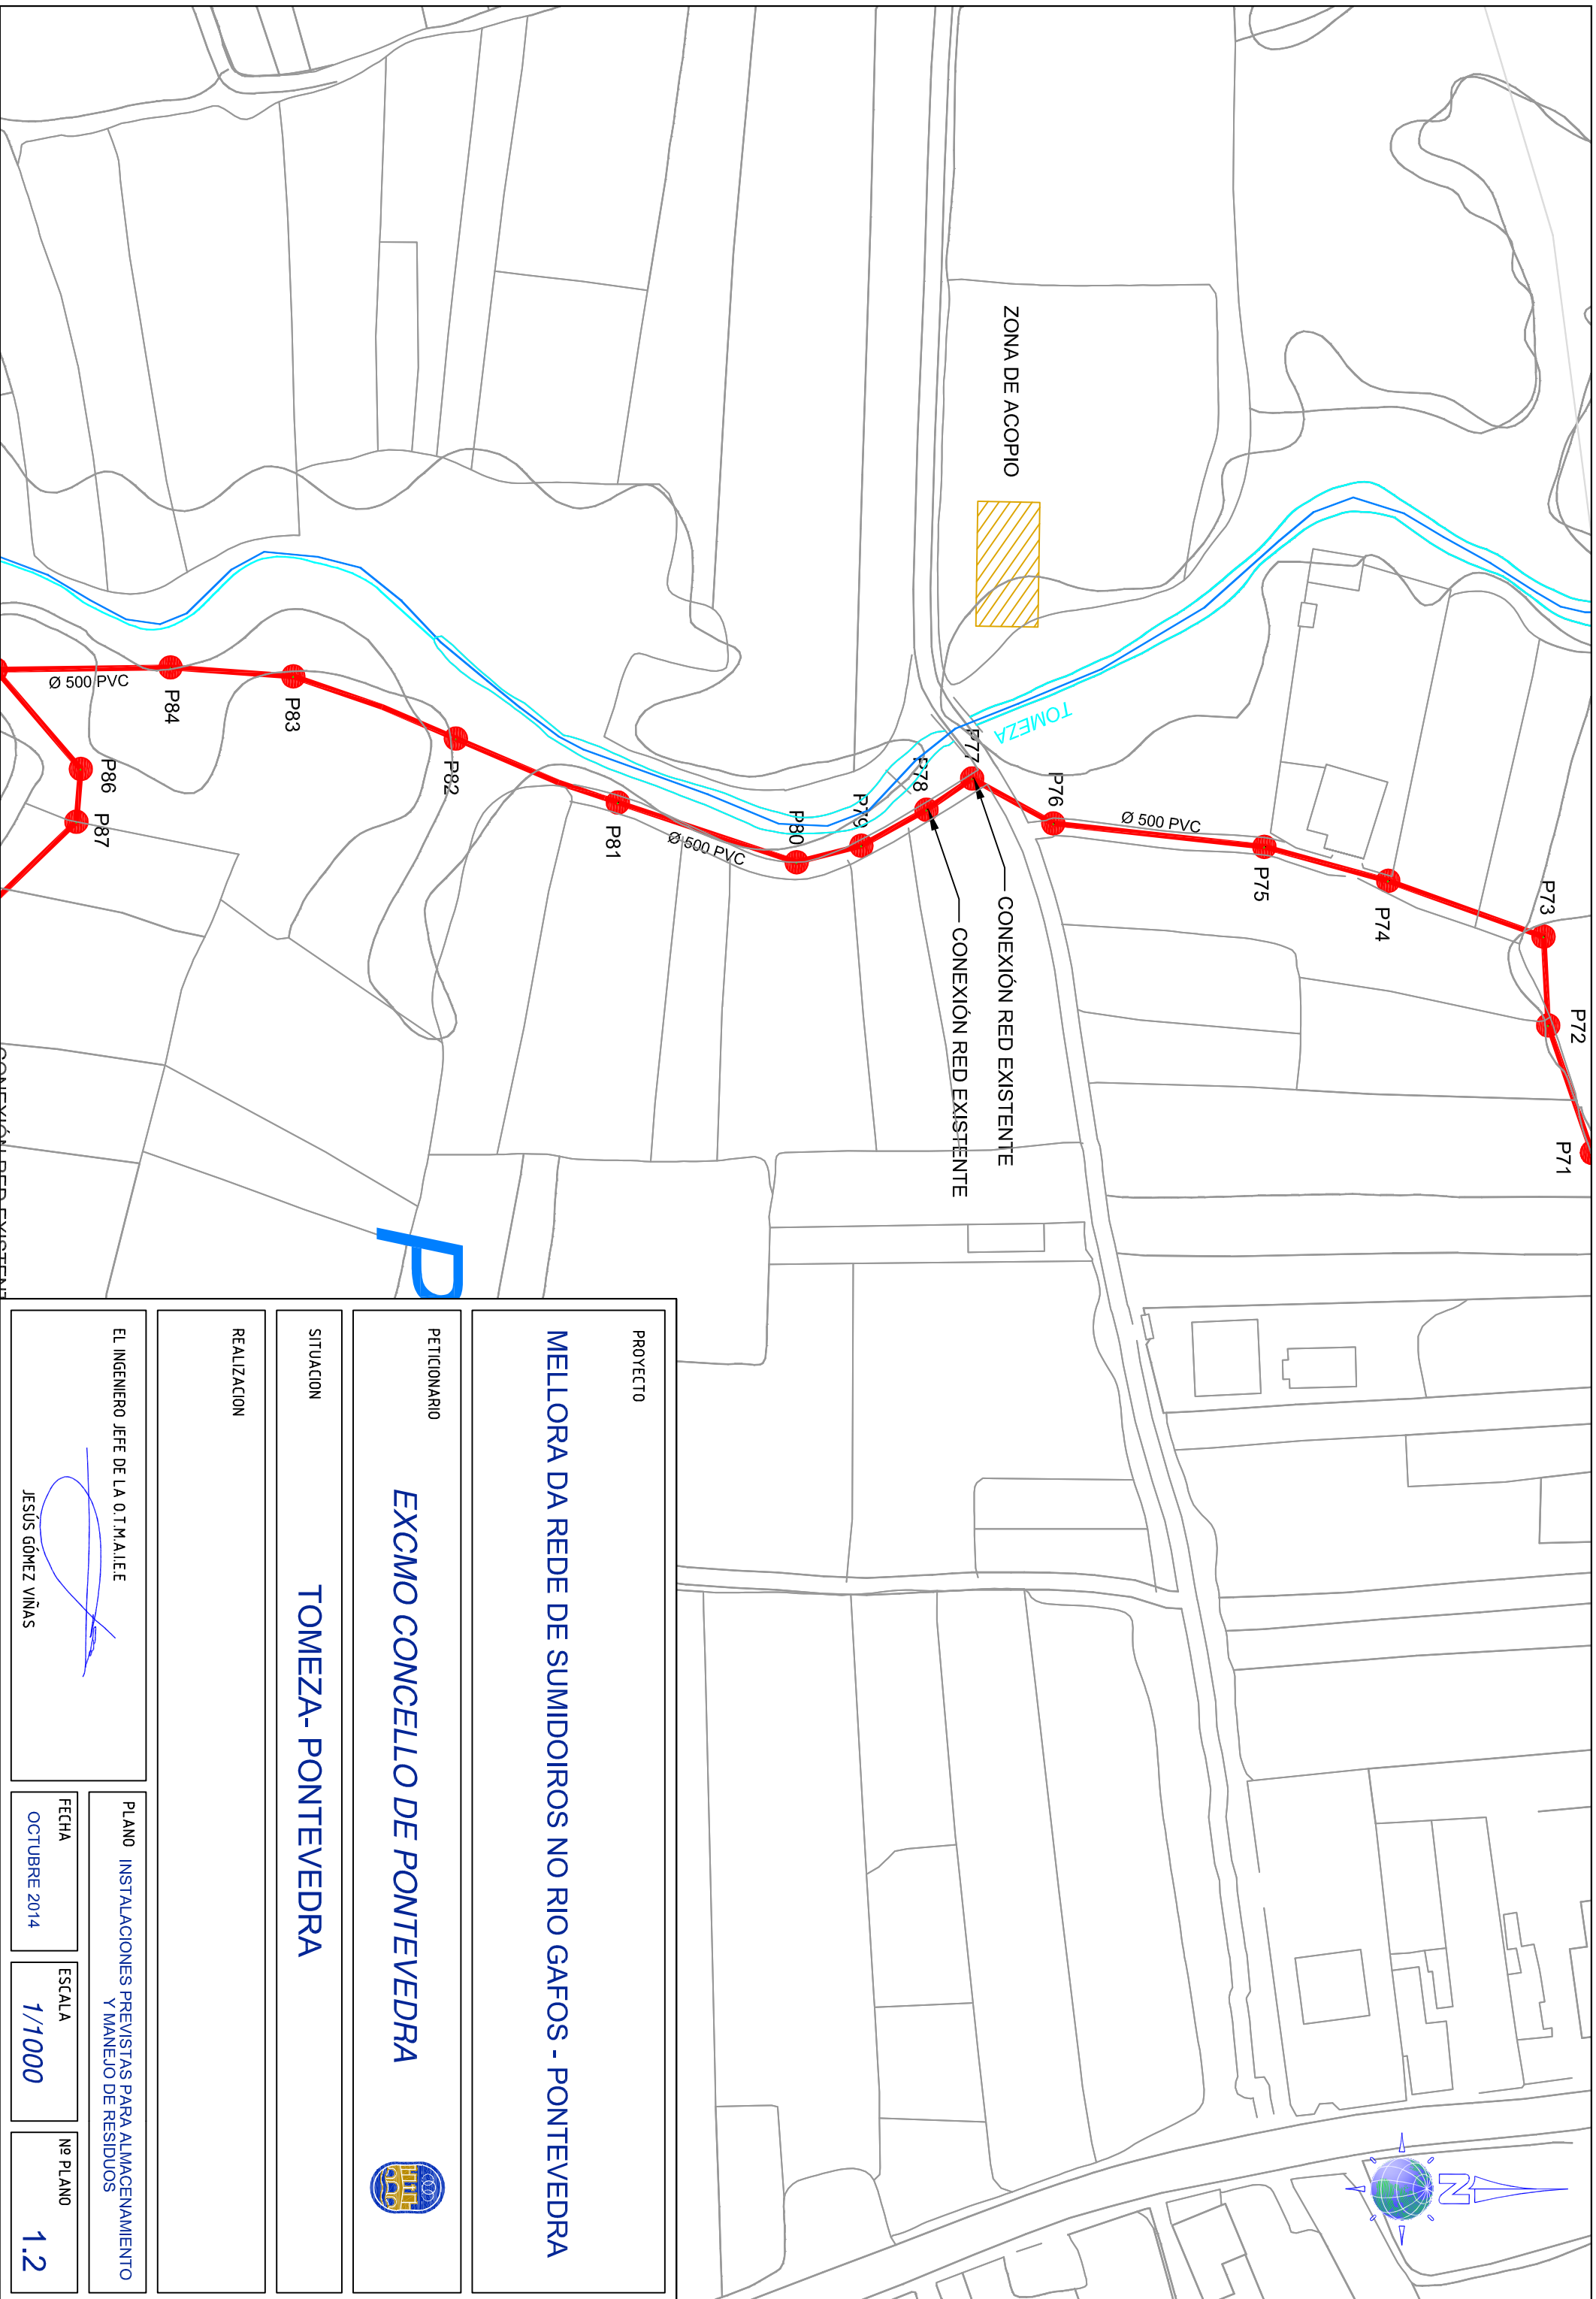 P71
P72
P73
P74
P75
Ø 500 PVC
P76
P77
P78
P79
P80
Ø 500 PVC
P81
P82
P83
P84
Ø 500 PVC
P86
P87
ZONA DE ACOPIO
TOMEZA
CONEXIÓN RED EXISTENTE
CONEXIÓN RED EXISTENTE
CONEXIÓN RED EXISTENT
P
N
PROYECTO
MELLORA DA REDE DE SUMIDOIROS NO RIO GAFOS - PONTEVEDRA
PETICIONARIO
EXCMO CONCELLO DE PONTEVEDRA
SITUACION
TOMEZA- PONTEVEDRA
REALIZACION
EL INGENIERO JEFE DE LA O.T.M.A.I.E.E
JESÚS GÓMEZ VIÑAS
PLANO INSTALACIONES PREVISTAS PARA ALMACENAMIENTO
Y MANEJO DE RESIDUOS
FECHA
OCTUBRE 2014
ESCALA
1/1000
Nº PLANO
1.2